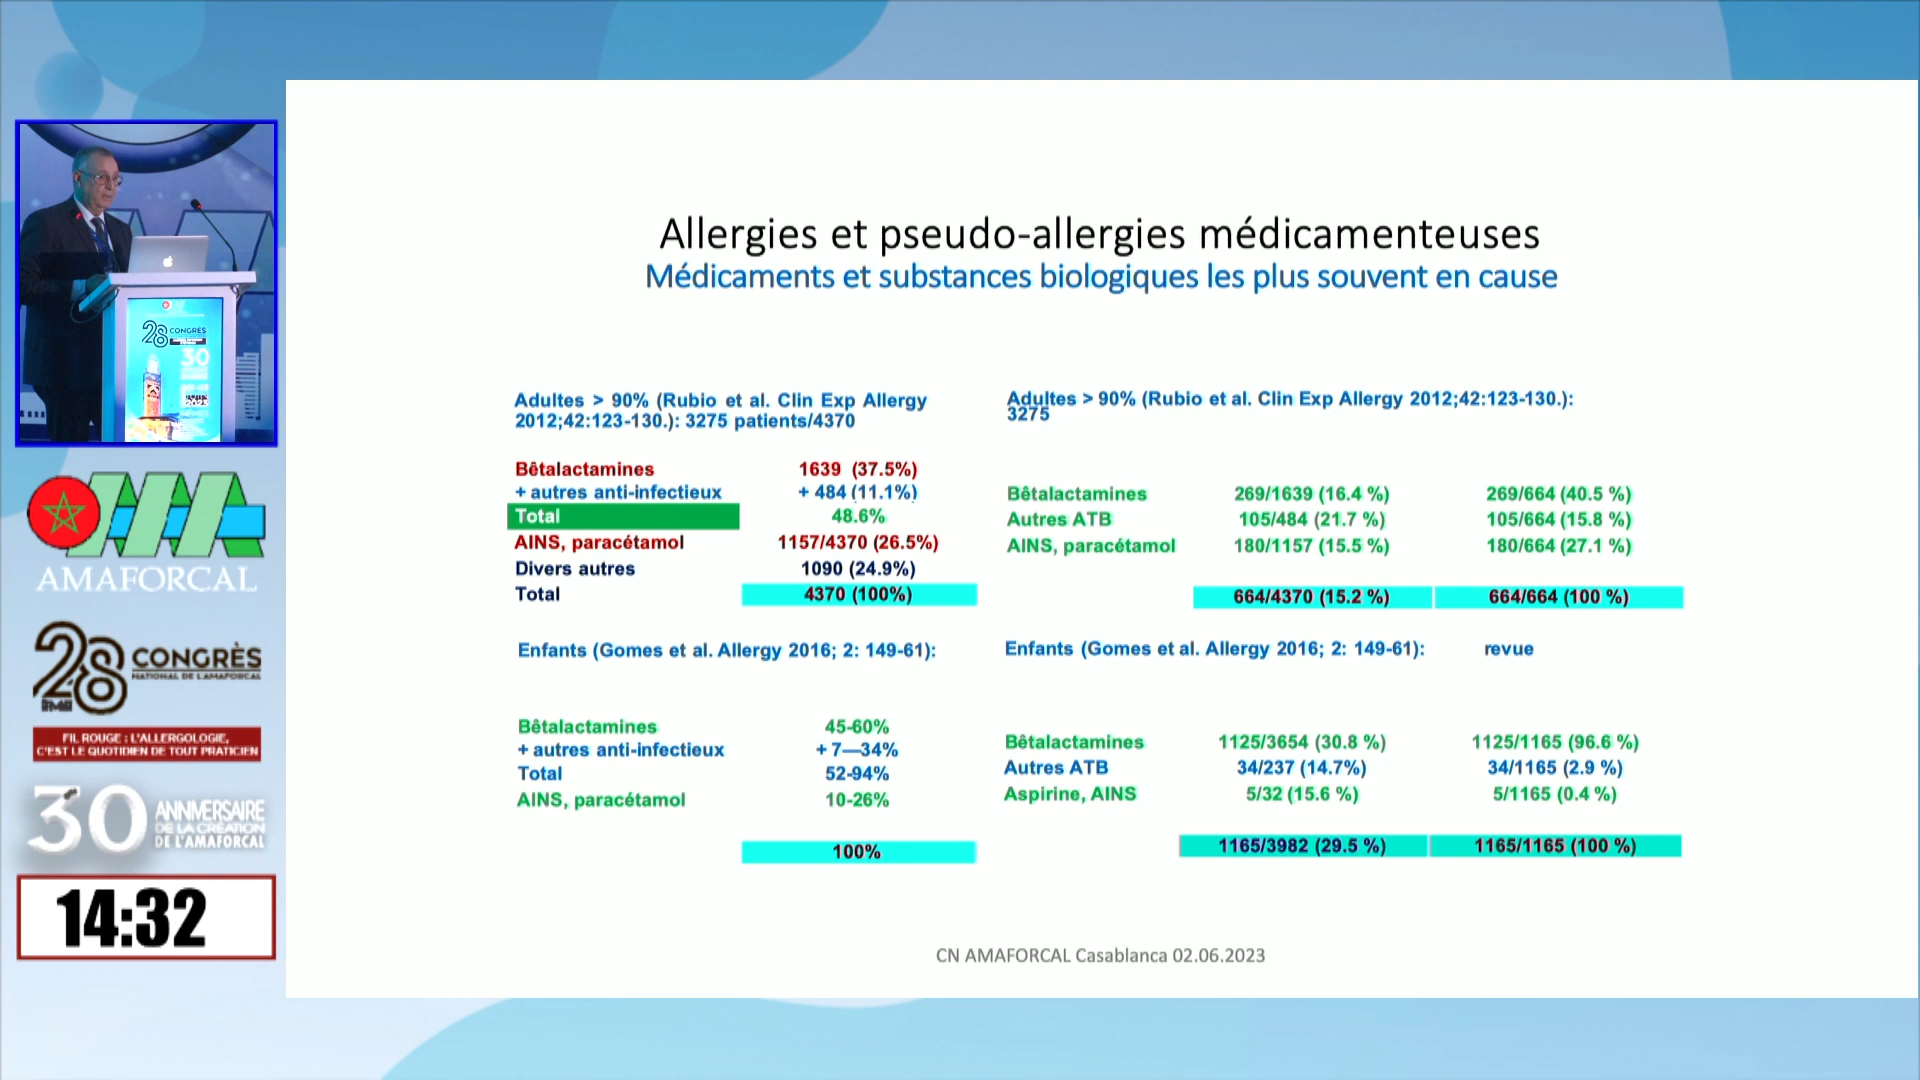 Allergies et pseudo-allergies médicamenteuses
Médicaments et substances biologiques les plus souvent en cause
Adultes > 90% (Rubio et al. Clin Exp Allergy
2012;42:123-130.): 3275 patients/4370
Bêtalactamines 1639 (37.5%)
+ autres anti-infectieux + 484 (11.1%)
Total 48.6%
AINS, paracétamol 1157/4370 (26.5%)
Divers autres 1090 (24.9%)
Total 4370 (100%)
Adultes > 90% (Rubio et al. Clin Exp Allergy 2012;42:123-130.):
3275
Bêtalactamines 269/1639 (16.4 %) 269/664 (40.5 %)
Autres ATB 105/484 (21.7 %) 105/664 (15.8 %)
AINS, paracétamol 180/1157 (15.5 %) 180/664 (27.1 %)
664/4370 (15.2 %) 664/664 (100 %)
Enfants (Gomes et al. Allergy 2016; 2: 149-61):
Bêtalactamines 45-60%
+ autres anti-infectieux + 7—34%
Total 52-94%
AINS, paracétamol 10-26%
100%
Enfants (Gomes et al. Allergy 2016; 2: 149-61): revue
Bêtalactamines 1125/3654 (30.8 %) 1125/1165 (96.6 %)
Autres ATB 34/237 (14.7%) 34/1165 (2.9 %)
Aspirine, AINS 5/32 (15.6 %) 5/1165 (0.4 %)
1165/3982 (29.5 %) 1165/1165 (100 %)
CN AMAFORCAL Casablanca 02.06.2023
28 CONGRÈS
30
2023
AMAFORCAL
28 CONGRÈS
NATIONAL DE L'AMAFORCAL
FIL ROUGE : L'ALLERGOLOGIE,
C'EST LE QUOTIDIEN DE TOUT PRATICIEN
30 ANNIVERSAIRE
DE LA CRÉATION
DE L'AMAFORCAL
14:32